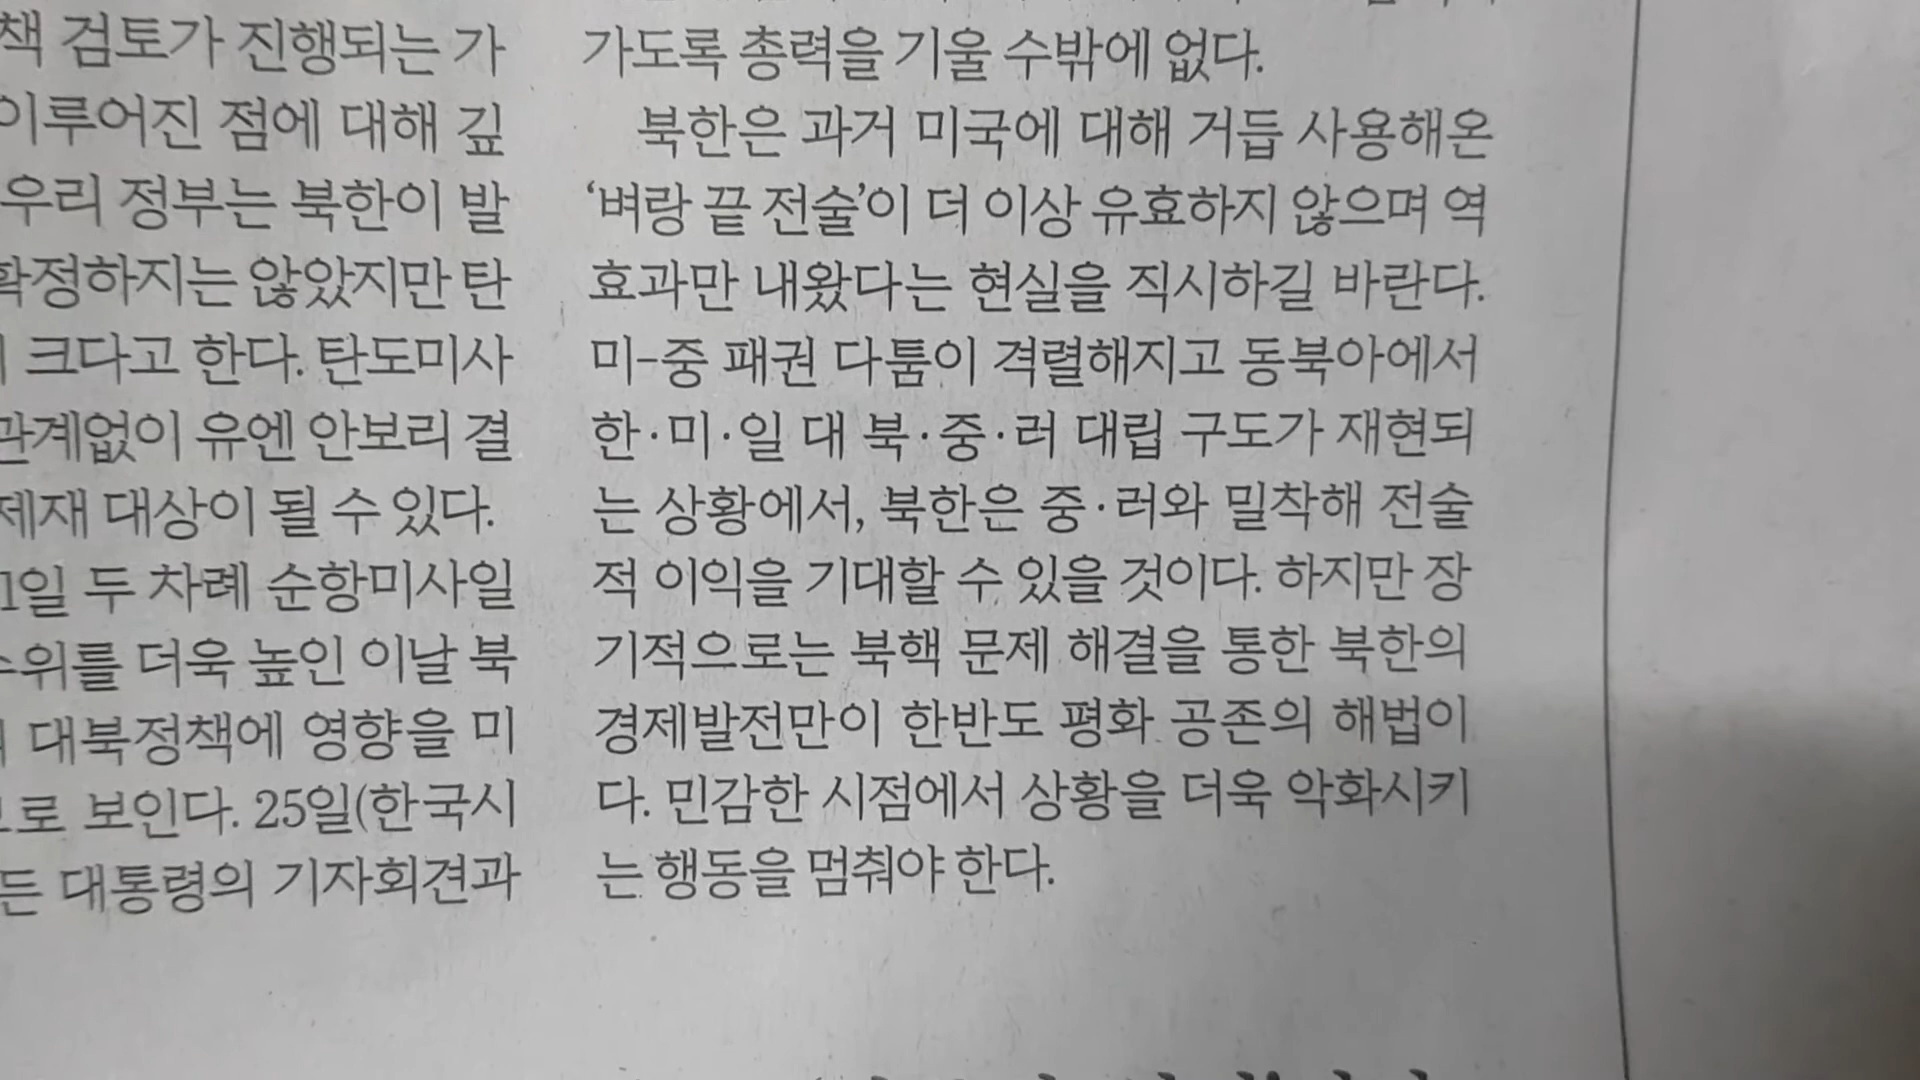 책 검토가 진행되는 가
이루어진 점에 대해 깊
우리 정부는 북한이 발
확정하지는 않았지만 탄
크다고 한다. 탄도미사
관계없이 유엔 안보리 결
제재 대상이 될 수 있다.
1일 두 차례 순항미사일
수위를 더욱 높인 이날 북
대북정책에 영향을 미
으로 보인다. 25일(한국시
든 대통령의 기자회견과
가도록 총력을 기울 수밖에 없다.
북한은 과거 미국에 대해 거듭 사용해온
‘벼랑 끝 전술’이 더 이상 유효하지 않으며 역
효과만 내왔다는 현실을 직시하길 바란다.
미-중 패권 다툼이 격렬해지고 동북아에서
한·미·일 대 북·중·러 대립 구도가 재현되
는 상황에서, 북한은 중·러와 밀착해 전술
적 이익을 기대할 수 있을 것이다. 하지만 장
기적으로는 북핵 문제 해결을 통한 북한의
경제발전만이 한반도 평화 공존의 해법이
다. 민감한 시점에서 상황을 더욱 악화시키
는 행동을 멈춰야 한다.